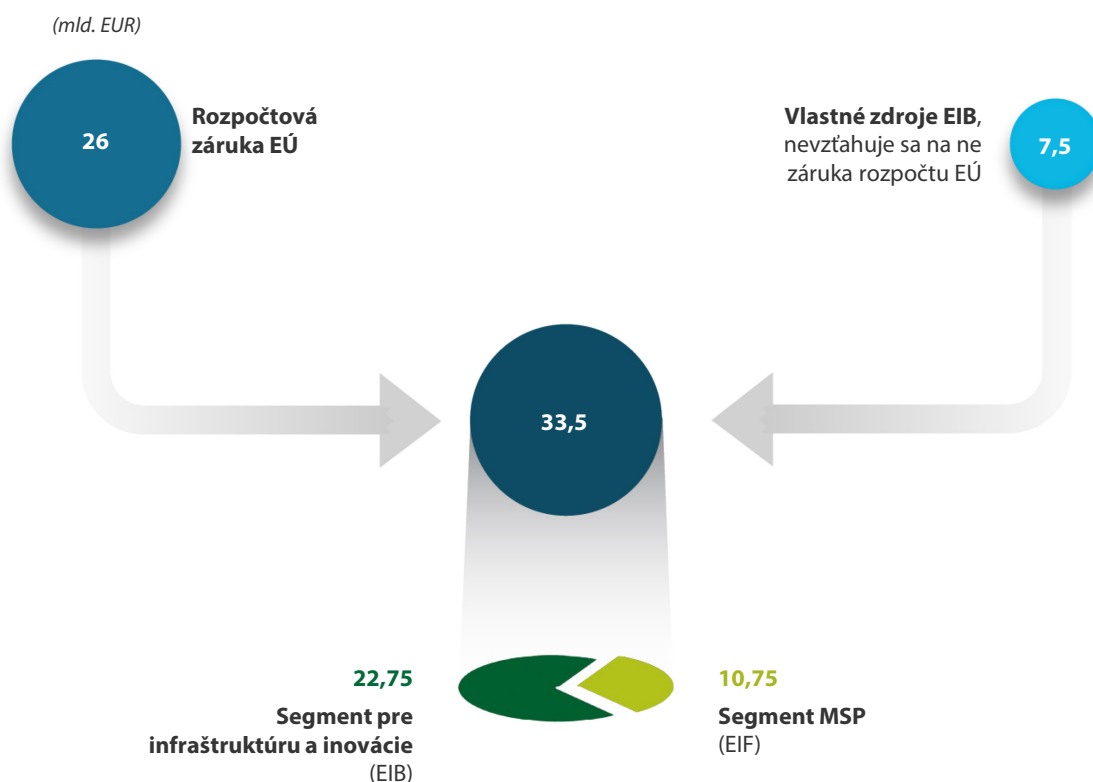 (mld. EUR)
26
Rozpočtová
záruka EÚ
Vlastné zdroje EIB,
nevzťahuje sa na ne
záruka rozpočtu EÚ
7,5
33,5
22,75
Segment pre
infraštruktúru a inovácie
(EIB)
10,75
Segment MSP
(EIF)